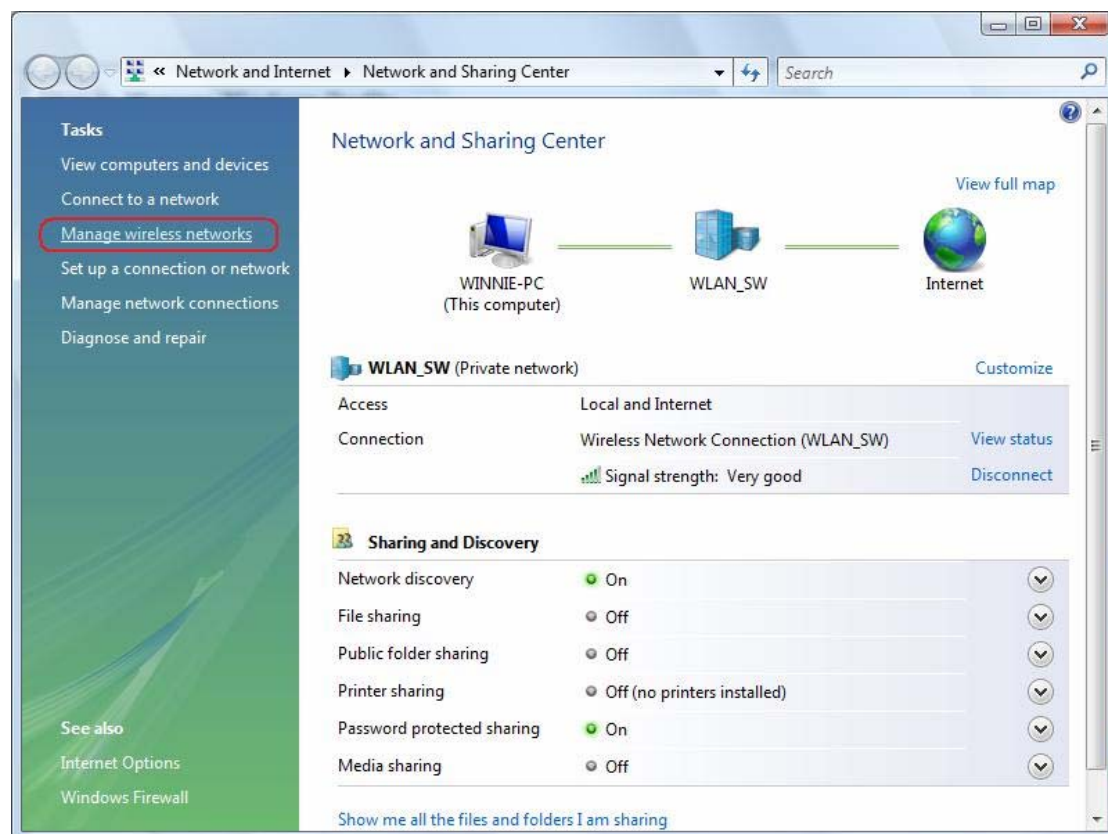 « Network and Internet ▸ Network and Sharing Center
Search
Tasks
View computers and devices
Connect to a network
Manage wireless networks
Set up a connection or network
Manage network connections
Diagnose and repair
See also
Internet Options
Windows Firewall
Network and Sharing Center
View full map
WINNIE-PC
(This computer)
WLAN_SW
Internet
WLAN_SW (Private network)
Customize
Access Local and Internet
Connection Wireless Network Connection (WLAN_SW) View status
Signal strength: Very good Disconnect
Sharing and Discovery
Network discovery On
File sharing Off
Public folder sharing Off
Printer sharing Off (no printers installed)
Password protected sharing On
Media sharing Off
Show me all the files and folders I am sharing